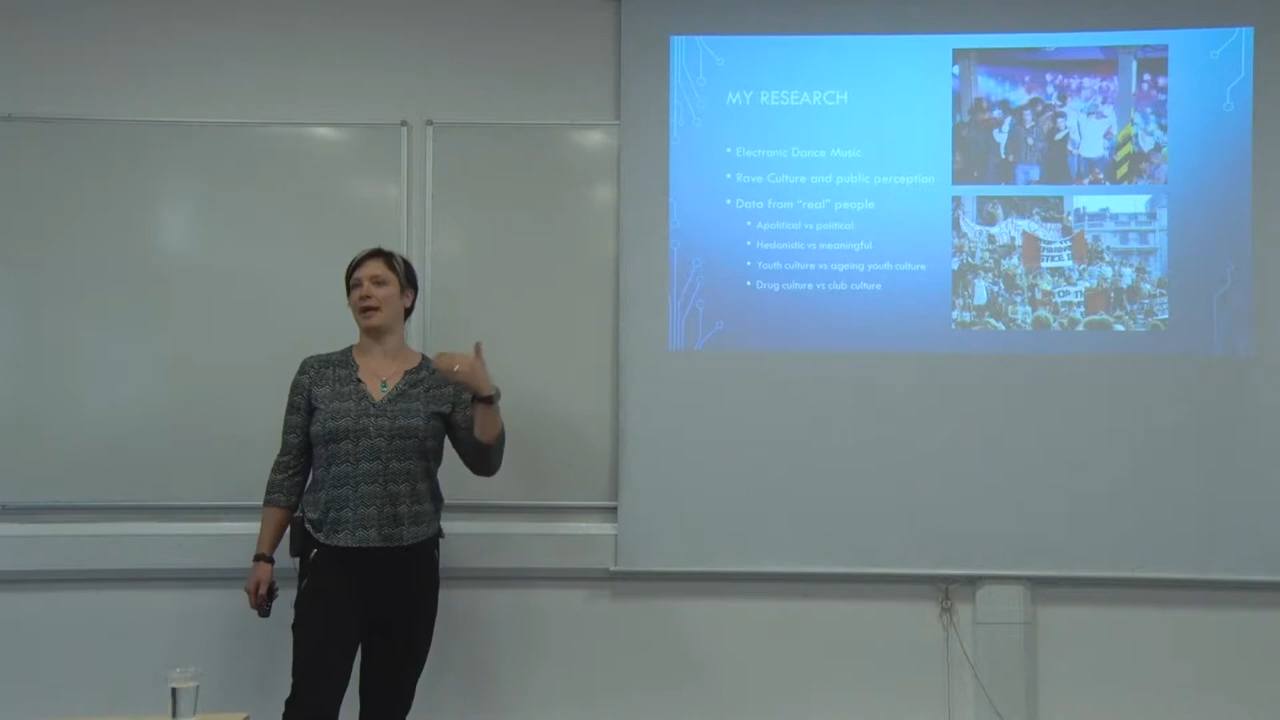 MY RESEARCH
• Electronic Dance Music
• Rave Culture and public perception
• Data from "real" people
• Apolitical vs political
• Hedonistic vs meaningful
• Youth culture vs ageing youth culture
• Drug culture vs club culture